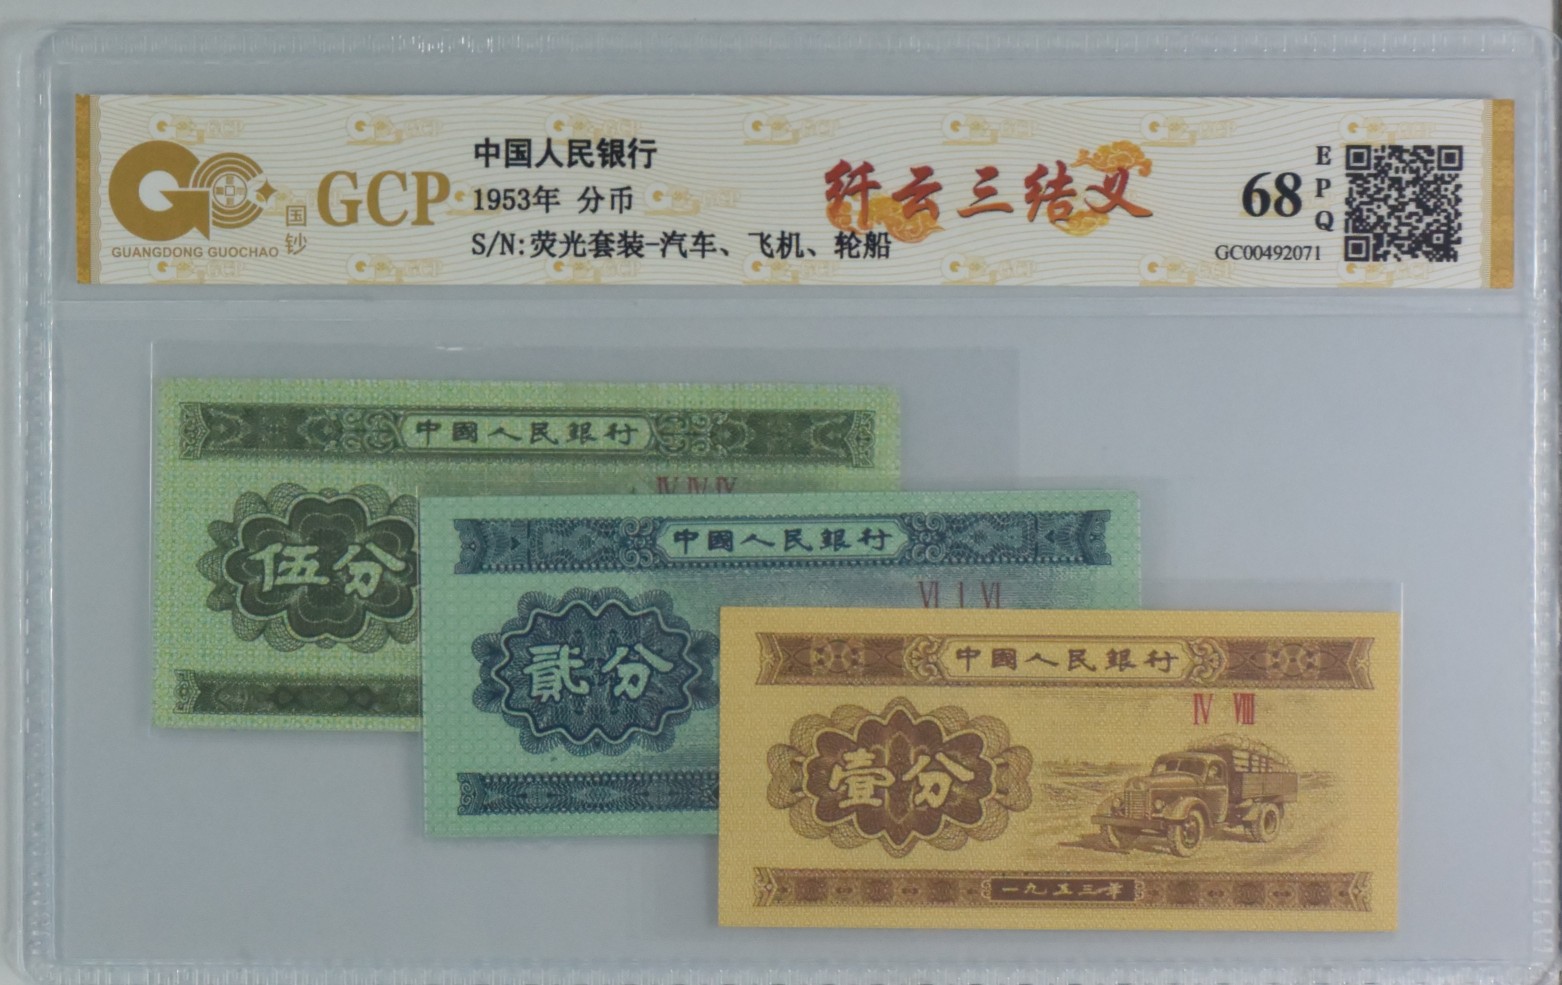 GCP
国钞
GUANGDONG GUOCHAO
中国人民银行
1953年 分币
S/N:荧光套装-汽车、飞机、轮船
纤云三结义
68
EPQ
GC00492071
中國人民銀行
IV IV IV
伍分
中國人民銀行
VI I VI
貳分
中國人民銀行
IV VIII
壹分
一九五三年